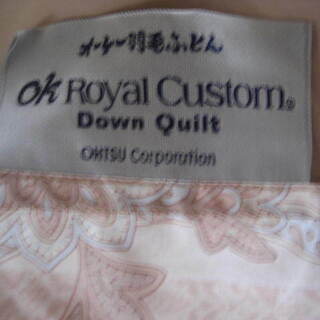 オーケー羽毛ふとん
ok Royal Custom®
Down Quilt
OHTSU Corporation